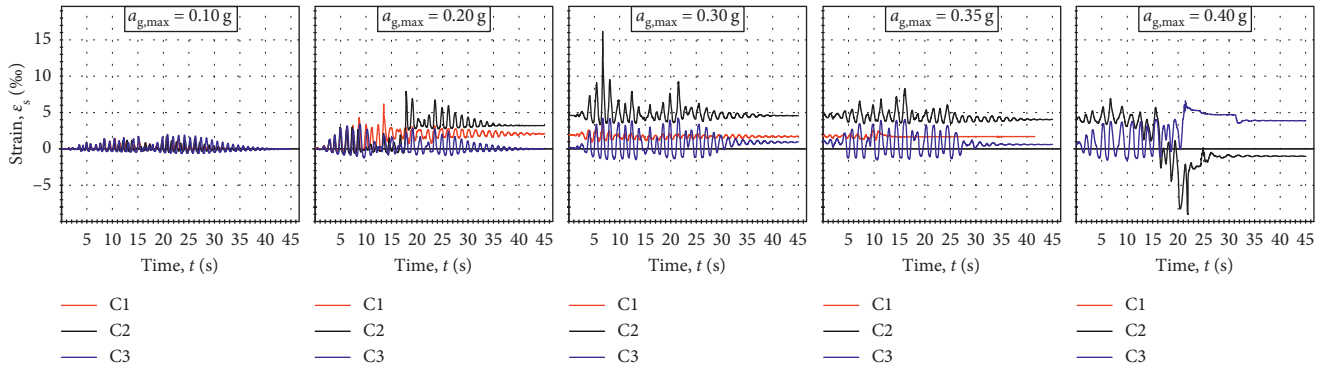 a_g,max = 0.10 g
a_g,max = 0.20 g
a_g,max = 0.30 g
a_g,max = 0.35 g
a_g,max = 0.40 g
Strain, ε_s (‰)
15
10
5
0
−5
5 10 15 20 25 30 35 40 45
5 10 15 20 25 30 35 40 45
5 10 15 20 25 30 35 40 45
5 10 15 20 25 30 35 40 45
5 10 15 20 25 30 35 40 45
Time, t (s)
Time, t (s)
Time, t (s)
Time, t (s)
Time, t (s)
C1
C2
C3
C1
C2
C3
C1
C2
C3
C1
C2
C3
C1
C2
C3